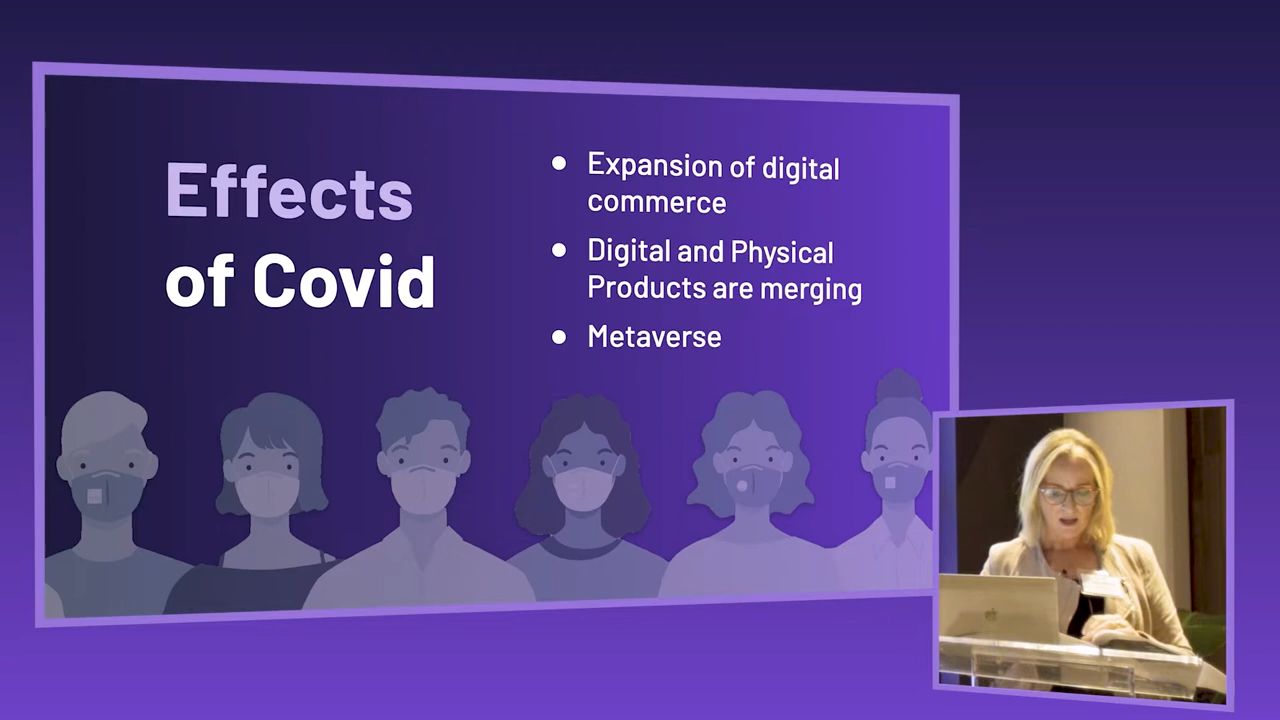 Effects
of Covid
Expansion of digital
commerce
Digital and Physical
Products are merging
Metaverse